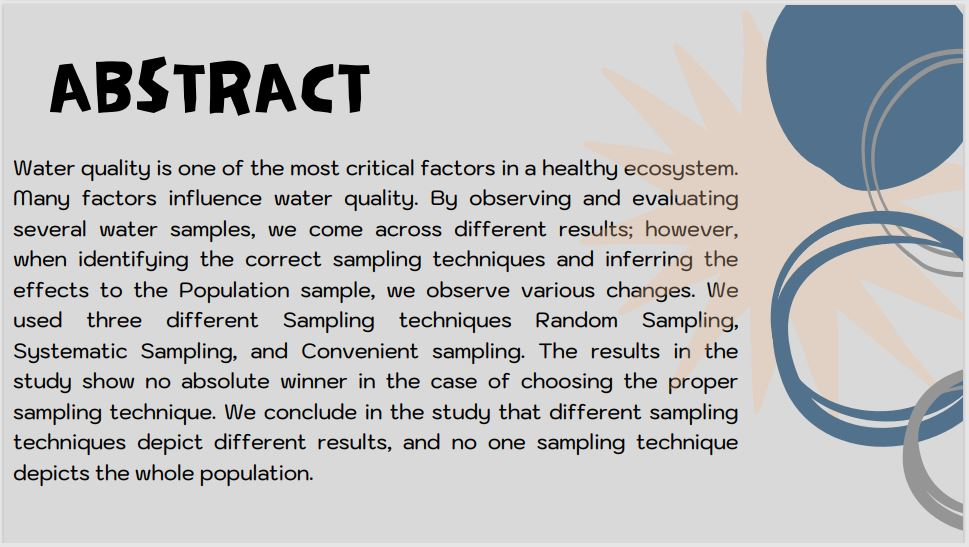 ABSTRACT
Water quality is one of the most critical factors in a healthy ecosystem.
Many factors influence water quality. By observing and evaluating
several water samples, we come across different results; however,
when identifying the correct sampling techniques and inferring the
effects to the Population sample, we observe various changes. We
used three different Sampling techniques Random Sampling,
Systematic Sampling, and Convenient sampling. The results in the
study show no absolute winner in the case of choosing the proper
sampling technique. We conclude in the study that different sampling
techniques depict different results, and no one sampling technique
depicts the whole population.